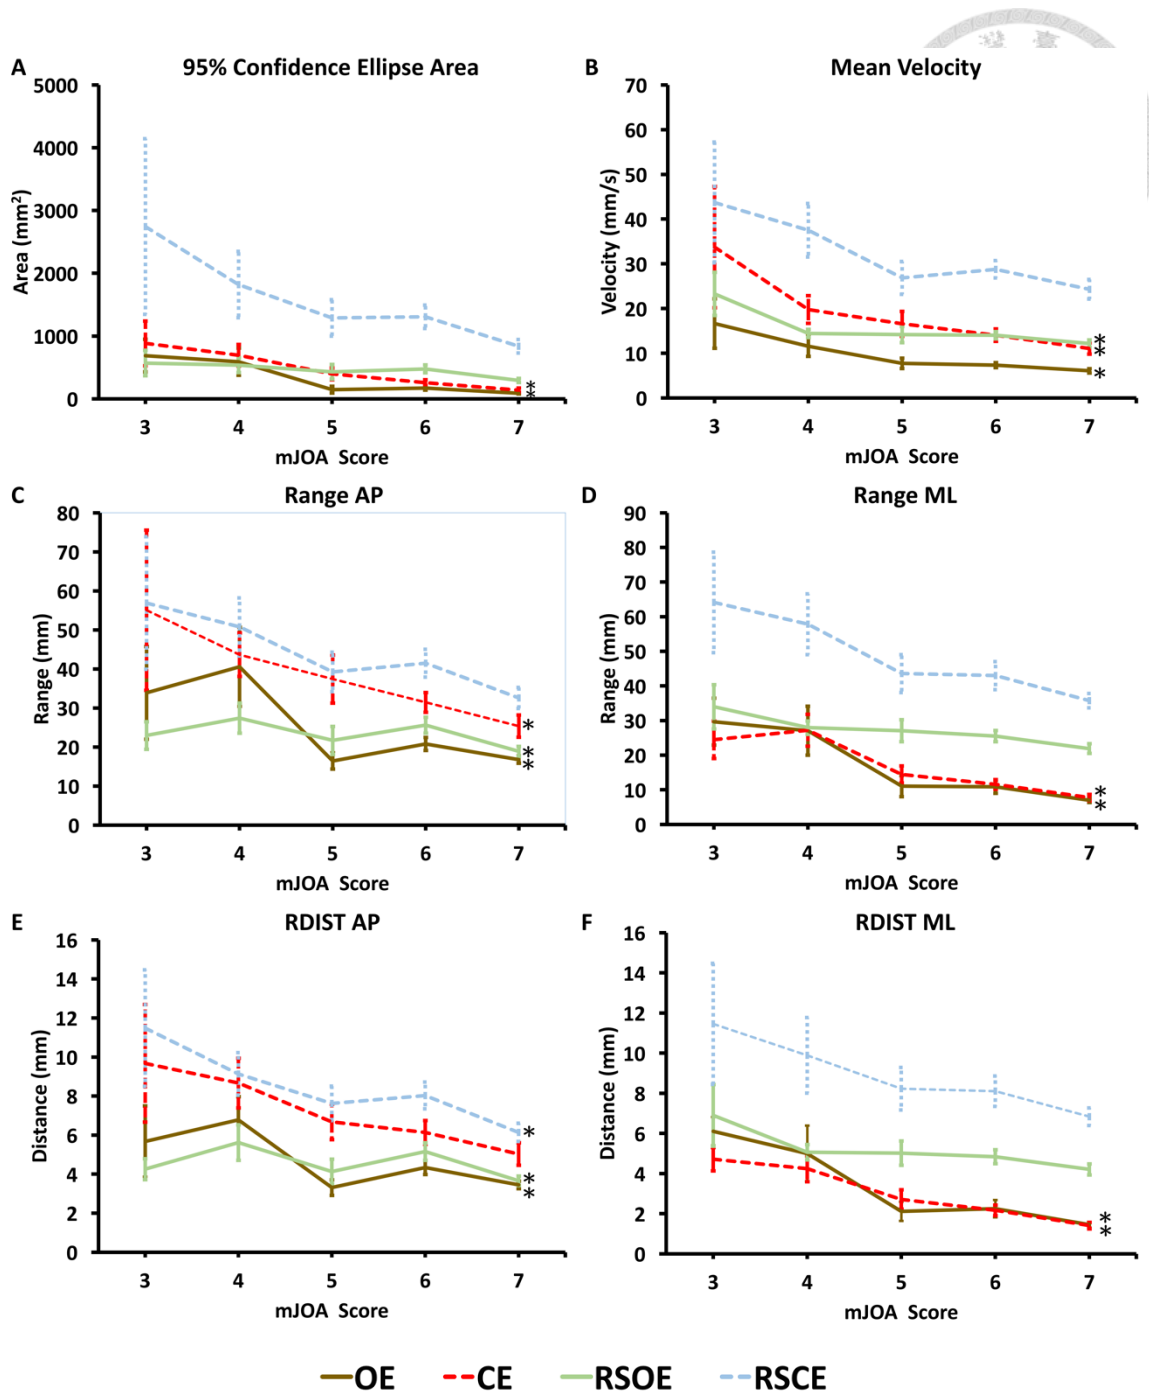 A 95% Confidence Ellipse Area
5000
4000
3000
2000
1000
0
Area (mm²)
3 4 5 6 7
mJOA Score
*
*
B Mean Velocity
70
60
50
40
30
20
10
0
Velocity (mm/s)
3 4 5 6 7
mJOA Score
*
*
*
C Range AP
80
70
60
50
40
30
20
10
0
Range (mm)
3 4 5 6 7
mJOA Score
*
*
*
D Range ML
90
80
70
60
50
40
30
20
10
0
Range (mm)
3 4 5 6 7
mJOA Score
*
*
E RDIST AP
16
14
12
10
8
6
4
2
0
Distance (mm)
3 4 5 6 7
mJOA Score
*
*
*
F RDIST ML
16
14
12
10
8
6
4
2
0
Distance (mm)
3 4 5 6 7
mJOA Score
*
*
OE CE RSOE RSCE